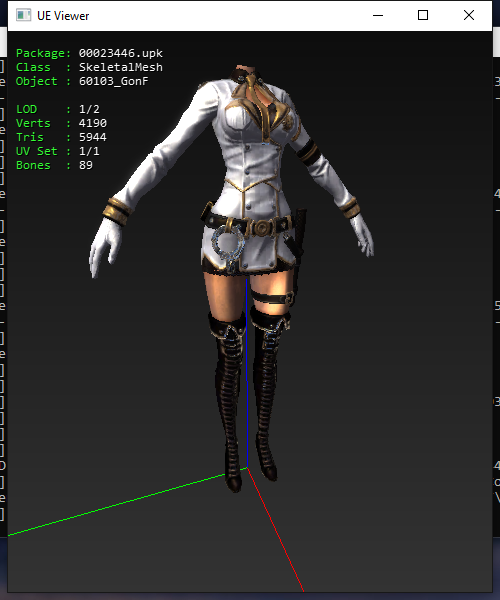 UE Viewer
Package: 00023446.upk
Class : SkeletalMesh
Object : 60103_GonF
LOD : 1/2
Verts : 4190
Tris : 5944
UV Set : 1/1
Bones : 89